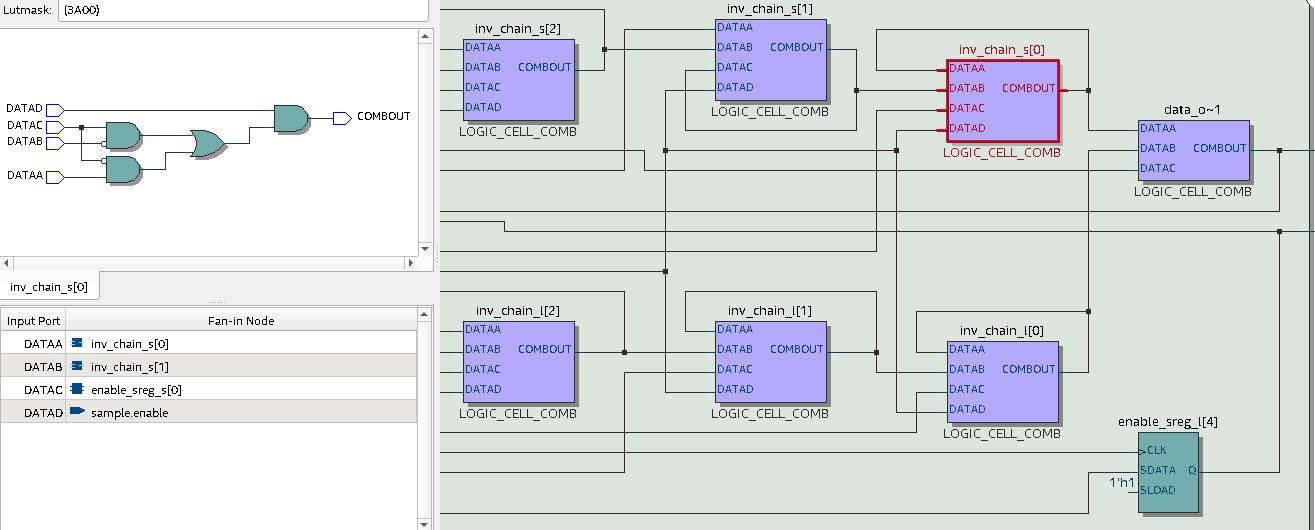 Lutmask: (3A00)
DATAD
DATAC
DATAB
DATAA
COMBOUT
inv_chain_s[0]
Input Port Fan-in Node
DATAA inv_chain_s[0]
DATAB inv_chain_s[1]
DATAC enable_sreg_s[0]
DATAD sample.enable
inv_chain_s[2]
DATAA
DATAB COMBOUT
DATAC
DATAD
LOGIC_CELL_COMB
inv_chain_s[1]
DATAA
DATAB COMBOUT
DATAC
DATAD
LOGIC_CELL_COMB
inv_chain_s[0]
DATAA
DATAB COMBOUT
DATAC
DATAD
LOGIC_CELL_COMB
data_o~1
DATAA
DATAB COMBOUT
DATAC
LOGIC_CELL_COMB
inv_chain_l[2]
DATAA
DATAB COMBOUT
DATAC
DATAD
LOGIC_CELL_COMB
inv_chain_l[1]
DATAA
DATAB COMBOUT
DATAC
DATAD
LOGIC_CELL_COMB
inv_chain_l[0]
DATAA
DATAB COMBOUT
DATAC
DATAD
LOGIC_CELL_COMB
enable_sreg_l[4]
CLK
SDATA Q
1'h1 SLOAD